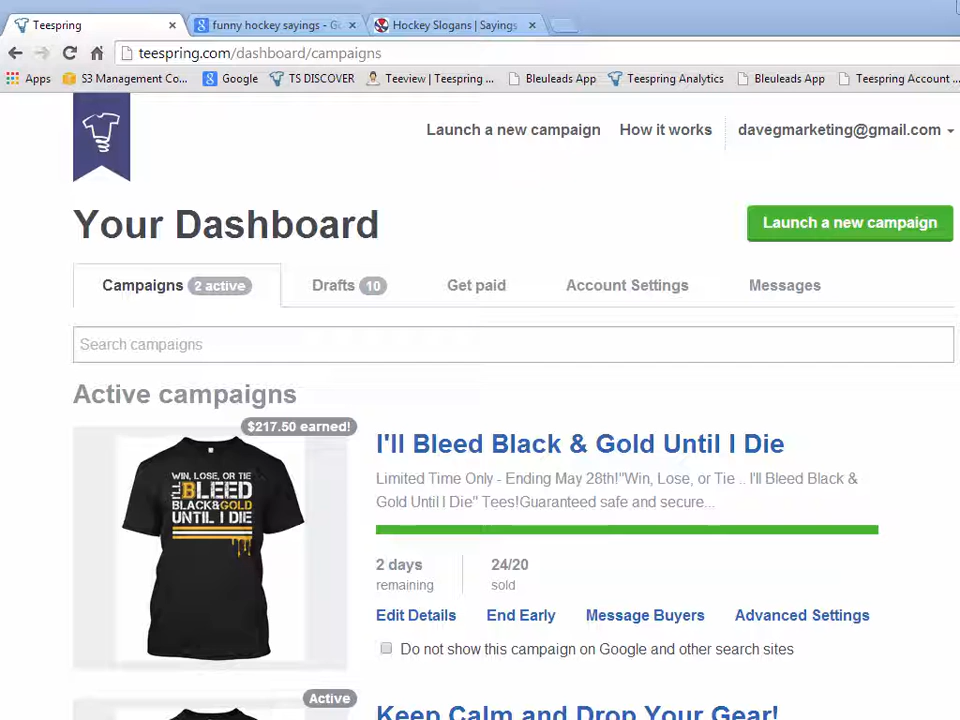 Teespring
funny hockey sayings - Go
Hockey Slogans | Sayings
teespring.com/dashboard/campaigns
Apps S3 Management Co... Google TS DISCOVER Teeview | Teespring ... Bleuleads App Teespring Analytics Bleuleads App Teespring Account ...
Launch a new campaign How it works davegmarketing@gmail.com
Your Dashboard
Launch a new campaign
Campaigns 2 active Drafts 10 Get paid Account Settings Messages
Search campaigns
Active campaigns
$217.50 earned!
WIN, LOSE, OR TIE
I'LL BLEED
BLACK&GOLD
UNTIL I DIE
I'll Bleed Black & Gold Until I Die
Limited Time Only - Ending May 28th!"Win, Lose, or Tie .. I'll Bleed Black &
Gold Until I Die" Tees!Guaranteed safe and secure...
2 days 24/20
remaining sold
Edit Details End Early Message Buyers Advanced Settings
Do not show this campaign on Google and other search sites
Active
Keep Calm and Drop Your Gear!